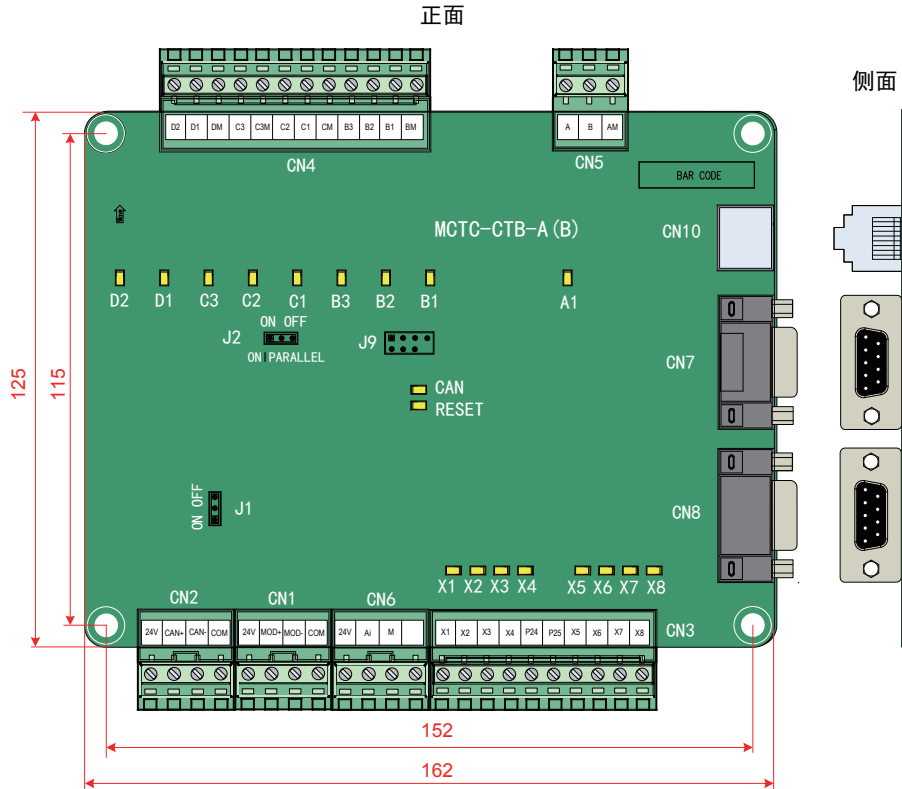 正面
侧面
D2 D1 DM C3 C3M C2 C1 CM B3 B2 B1 BM
A B AM
CN4
CN5
BAR CODE
MCTC-CTB-A(B)
CN10
D2 D1 C3 C2 C1 B3 B2 B1 A1
ON OFF
J2
ON PARALLEL
J9
CN7
CAN
RESET
125
115
ON OFF
J1
CN8
X1 X2 X3 X4 X5 X6 X7 X8
CN2 CN1 CN6
CN3
24V CAN+ CAN- COM
24V MOD+ MOD- COM
24V Ai M
X1 X2 X3 X4 P24 P25 X5 X6 X7 X8
152
162